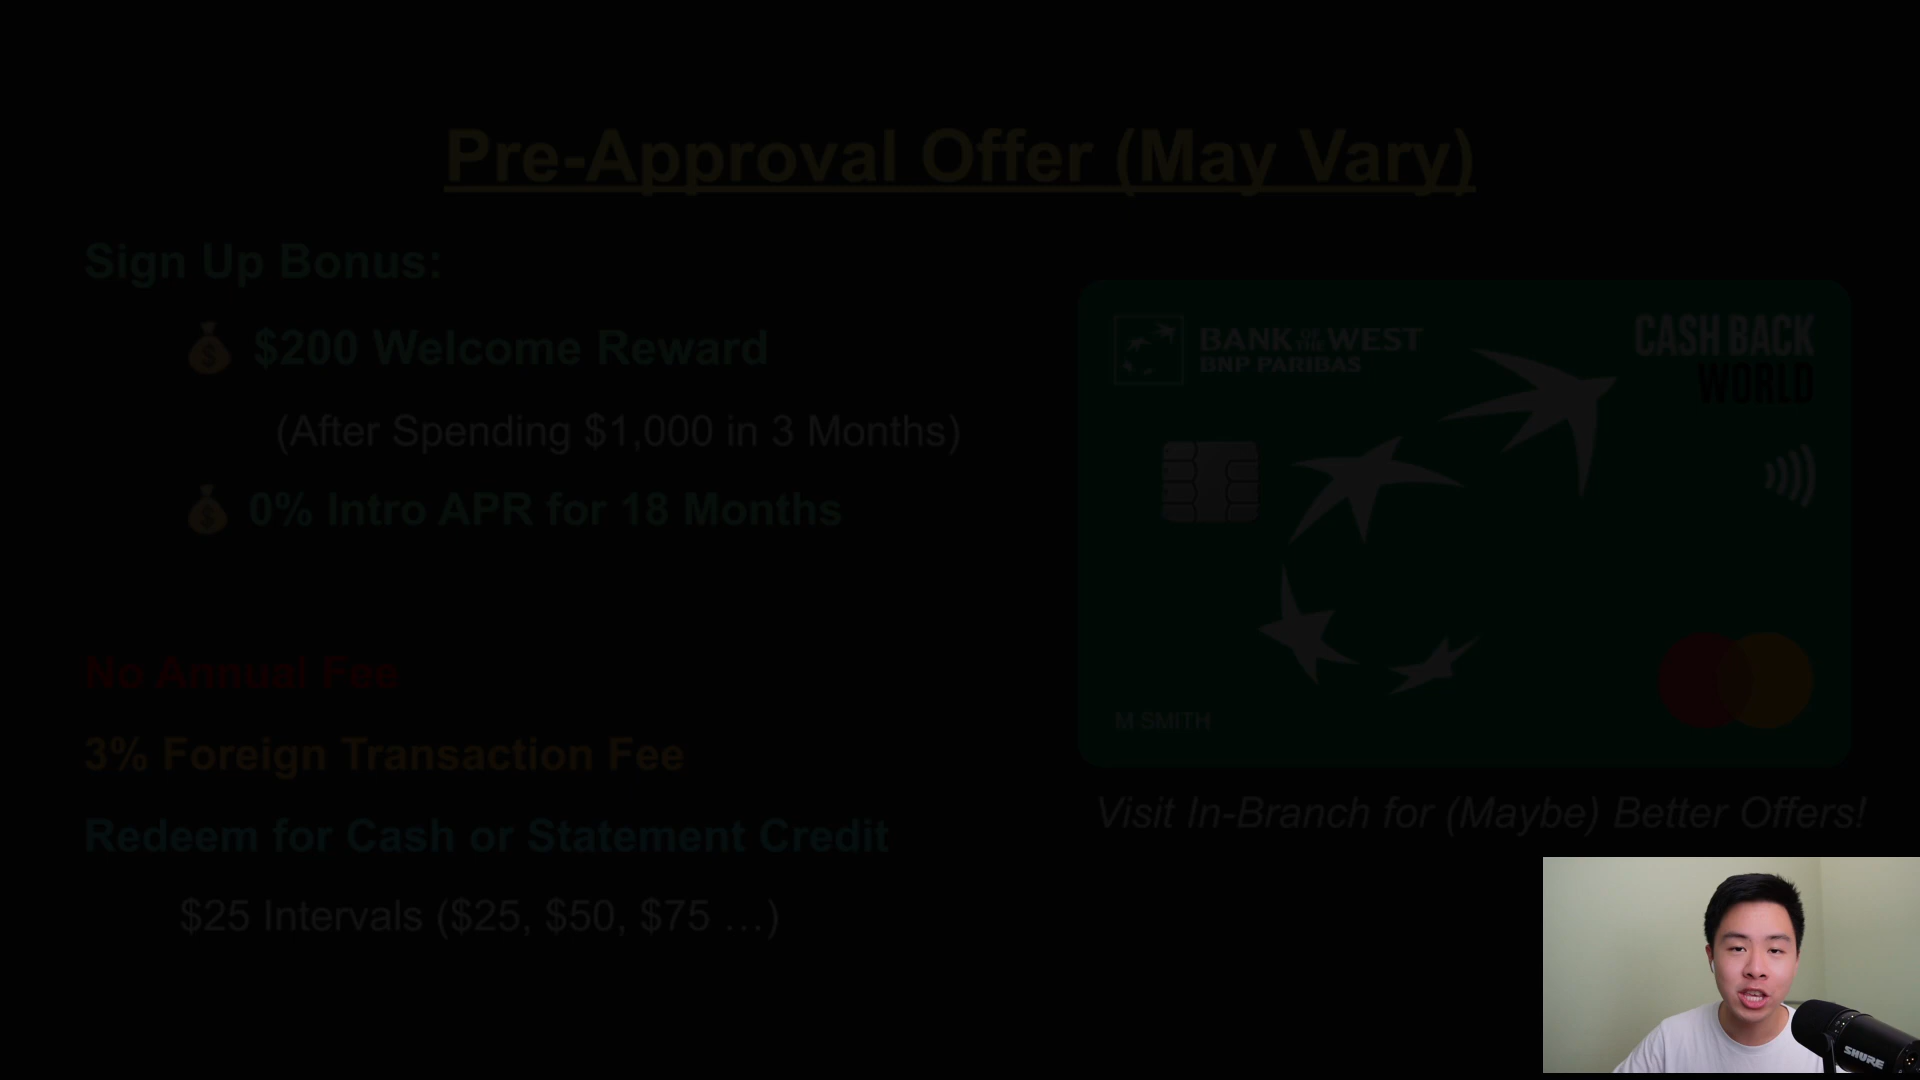 Pre-Approval Offer (May Vary)
Sign Up Bonus:
$200 Welcome Reward
(After Spending $1,000 in 3 Months)
0% Intro APR for 18 Months
No Annual Fee
3% Foreign Transaction Fee
Redeem for Cash or Statement Credit
$25 Intervals ($25, $50, $75 …)
BANK OF THE WEST
BNP PARIBAS
CASH BACK
WORLD
M SMITH
Visit In-Branch for (Maybe) Better Offers!
SHURE